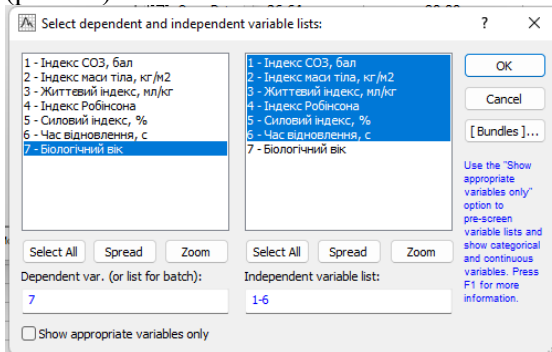 Select dependent and independent variable lists:
? ×
1 - Індекс СОЗ, бал
2 - Індекс маси тіла, кг/м2
3 - Життєвий індекс, мл/кг
4 - Індекс Робінсона
5 - Силовий індекс, %
6 - Час відновлення, с
7 - Біологічний вік
1 - Індекс СОЗ, бал
2 - Індекс маси тіла, кг/м2
3 - Життєвий індекс, мл/кг
4 - Індекс Робінсона
5 - Силовий індекс, %
6 - Час відновлення, с
7 - Біологічний вік
OK
Cancel
[ Bundles ]...
Use the "Show
appropriate
variables only"
option to
pre-screen
variable lists and
show categorical
and continuous
variables. Press
F1 for more
information.
Select All Spread Zoom
Select All Spread Zoom
Dependent var. (or list for batch):
7
Independent variable list:
1-6
Show appropriate variables only